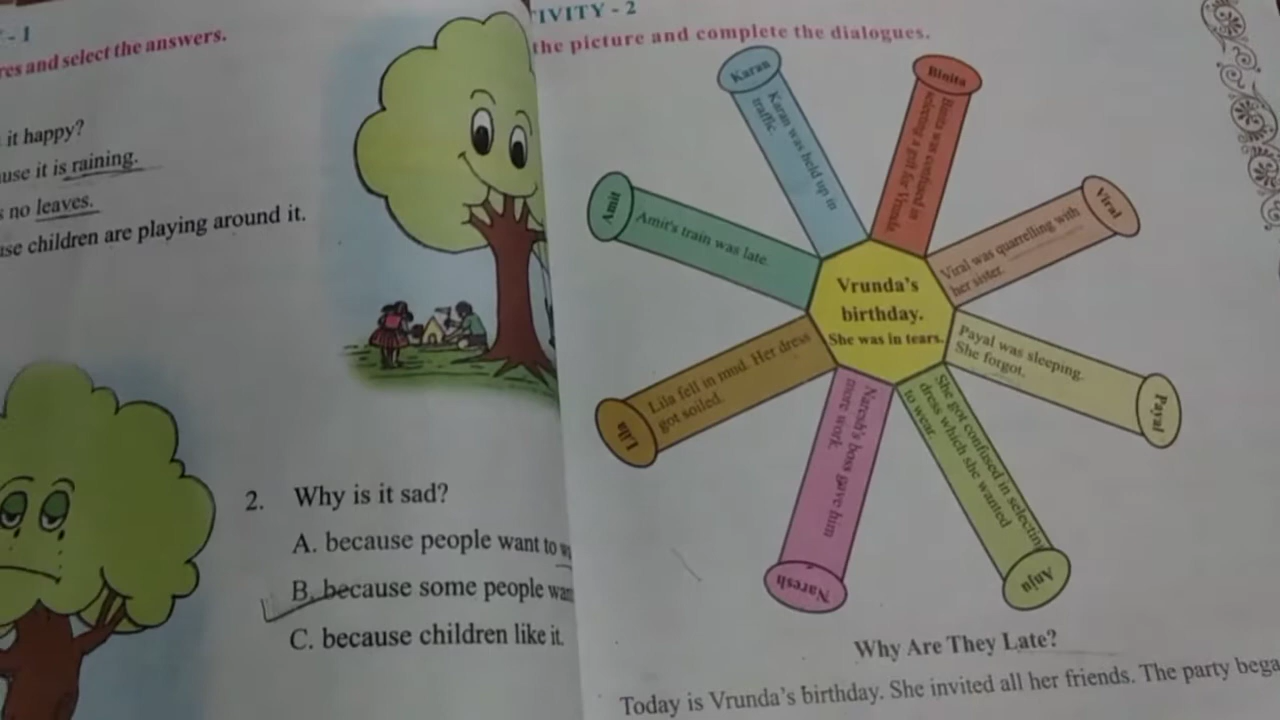 - 1
res and select the answers.
it happy?
use it is raining.
s no leaves.
use children are playing around it.
2. Why is it sad?
A. because people want to
B. because some people wan
C. because children like it.
IVITY - 2
the picture and complete the dialogues.
Karan
Karan was held up in
traffic.
Binita
Binita was confused in
selecting a gift for Vrunda
Viral
Viral was quarrelling with
her sister.
Payal
Payal was sleeping.
She forgot.
Anju
She got confused in selectin
dress which she wanted
to wear.
Naresh
Naresh's boss gave him
more work.
Lila
Lila fell in mud. Her dress
got soiled.
Amit
Amit's train was late.
Vrunda's
birthday.
She was in tears.
Why Are They Late?
Today is Vrunda's birthday. She invited all her friends. The party bega